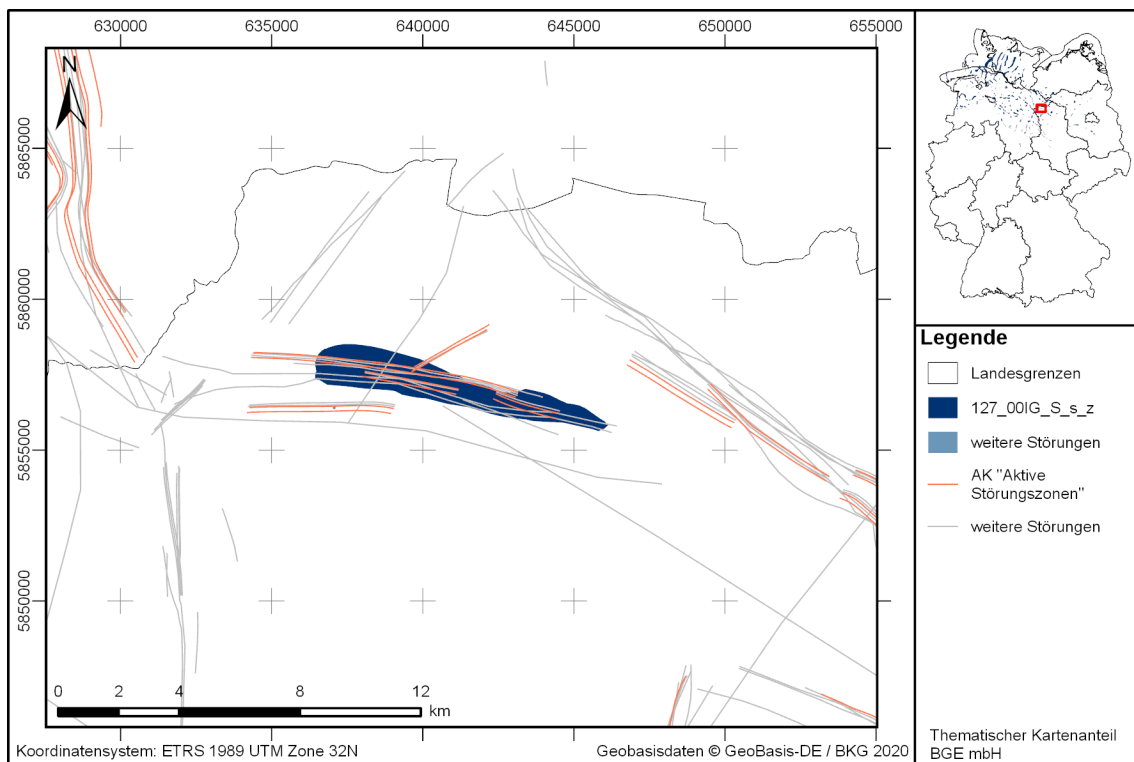 630000
635000
640000
645000
650000
655000
5865000
5860000
5855000
5850000
N
0
2
4
8
12
km
Koordinatensystem: ETRS 1989 UTM Zone 32N
Geobasisdaten © GeoBasis-DE / BKG 2020
Legende
Landesgrenzen
127_00IG_S_s_z
weitere Störungen
AK "Aktive
Störungszonen"
weitere Störungen
Thematischer Kartenanteil
BGE mbH